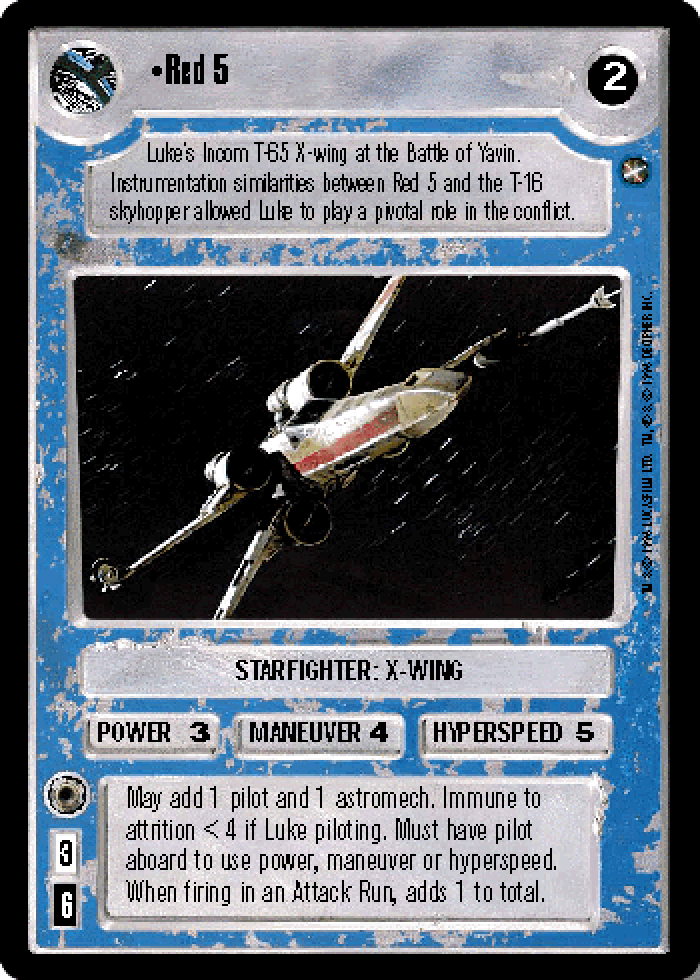 •Red 5
2
Luke's Incom T-65 X-wing at the Battle of Yavin.
Instrumentation similarities between Red 5 and the T-16
skyhopper allowed Luke to play a pivotal role in the conflict.
STARFIGHTER: X-WING
POWER 3
MANEUVER 4
HYPERSPEED 5
May add 1 pilot and 1 astromech. Immune to
attrition < 4 if Luke piloting. Must have pilot
aboard to use power, maneuver or hyperspeed.
When firing in an Attack Run, adds 1 to total.
3
6